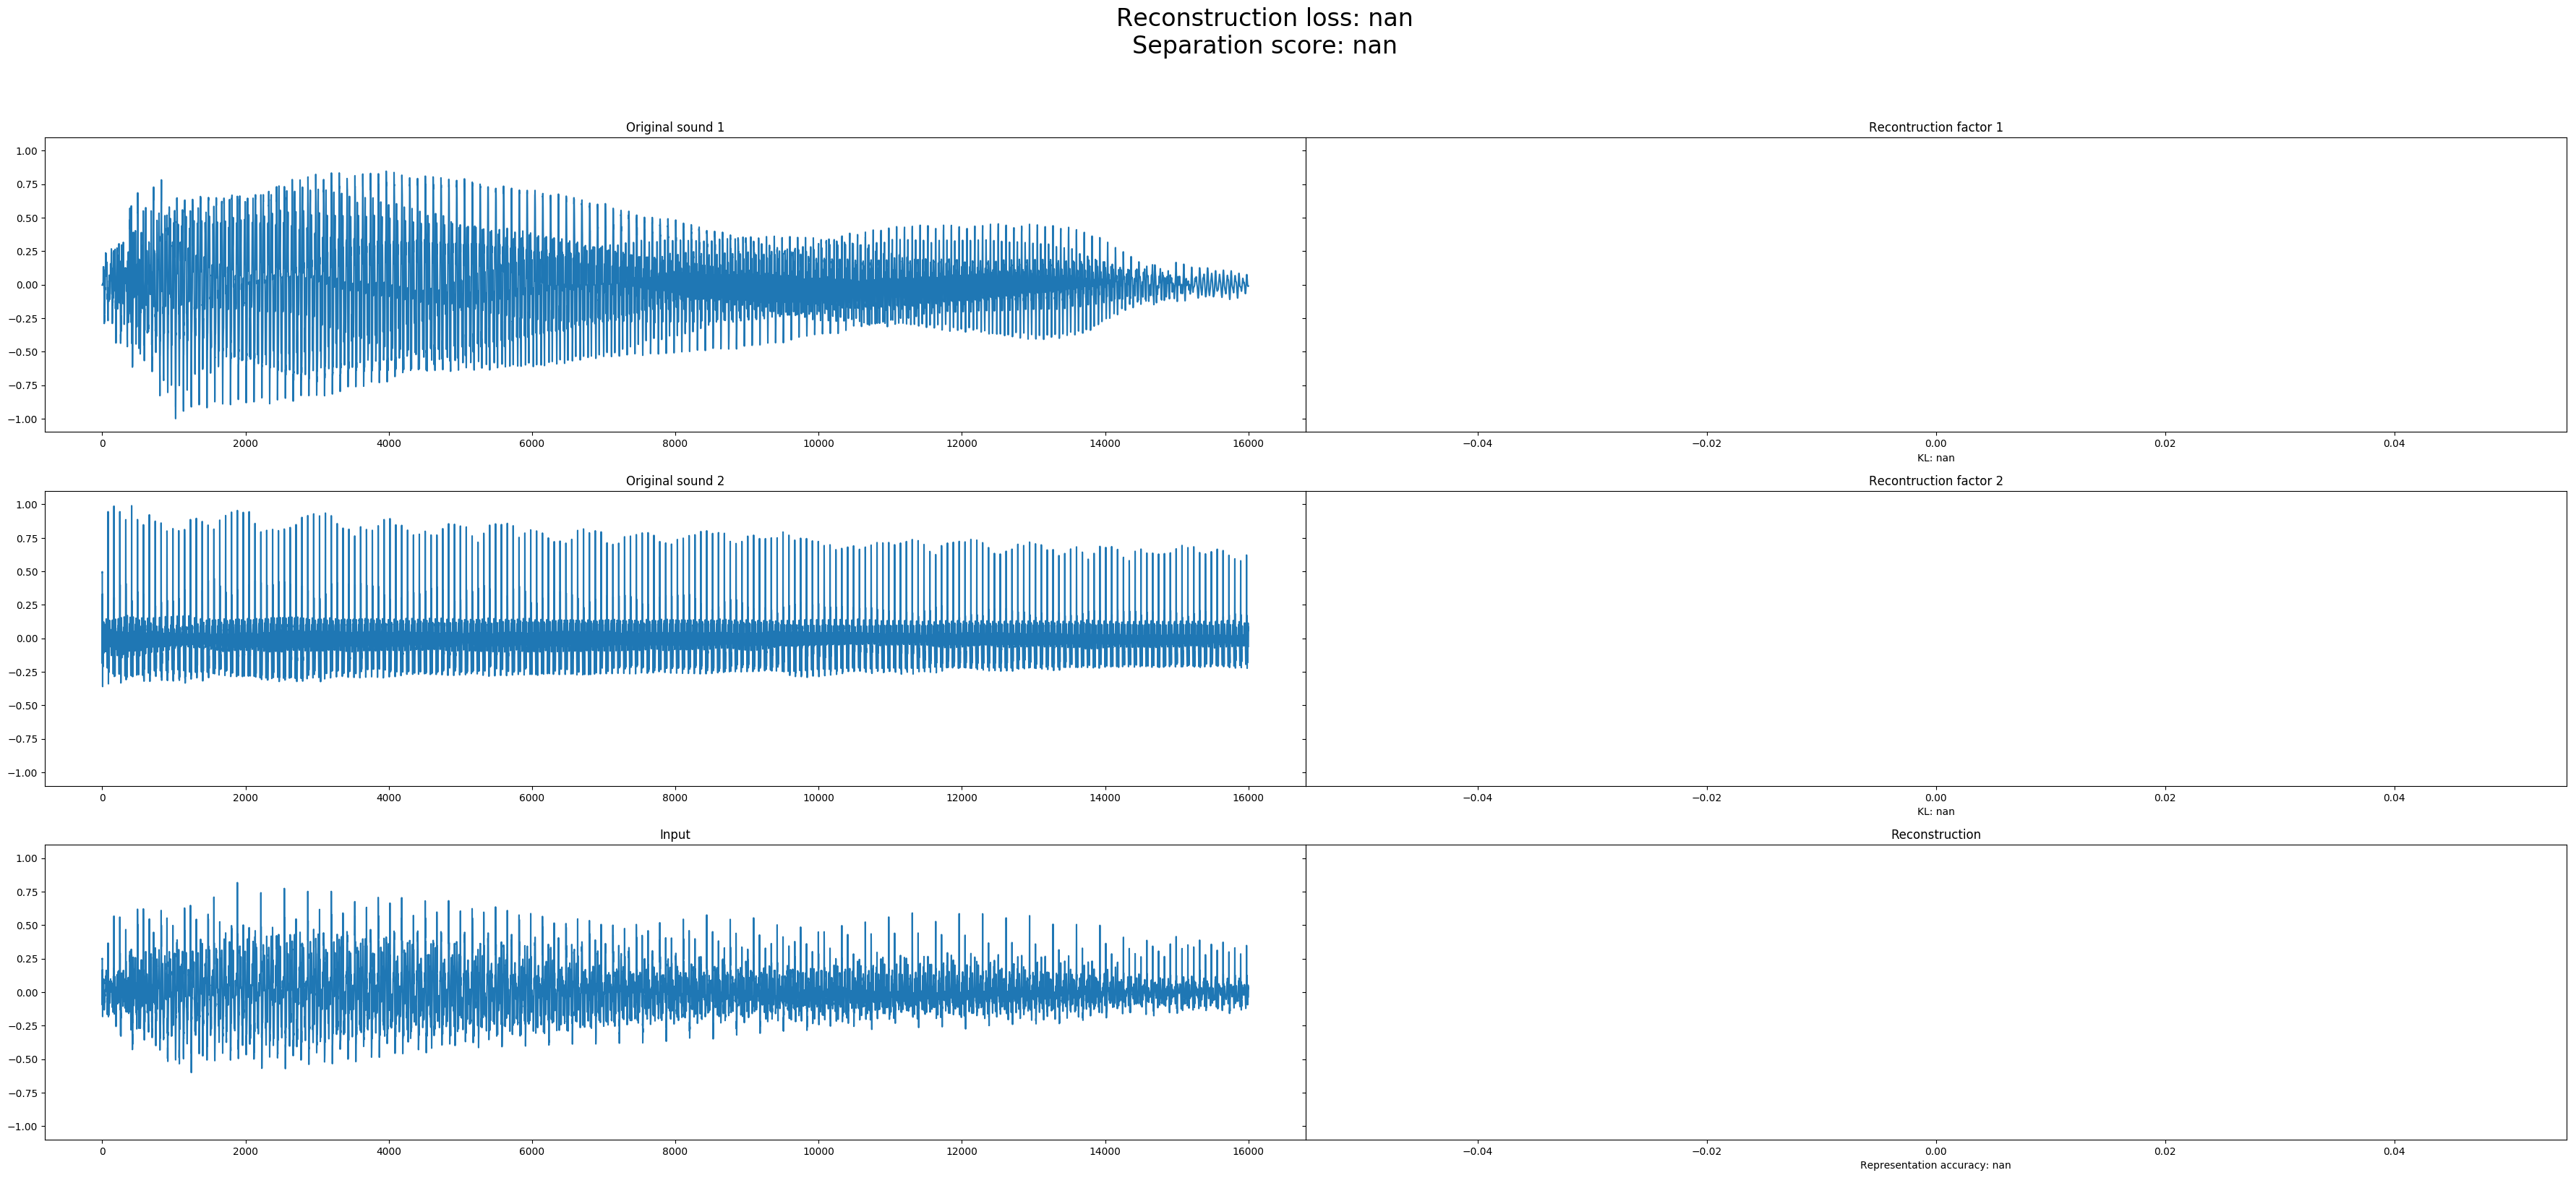 Reconstruction loss: nan
Separation score: nan
Original sound 1
Recontruction factor 1
1.00
0.75
0.50
0.25
0.00
−0.25
−0.50
−0.75
−1.00
0 2000 4000 6000 8000 10000 12000 14000 16000
−0.04 −0.02 0.00 0.02 0.04
KL: nan
Original sound 2
Recontruction factor 2
1.00
0.75
0.50
0.25
0.00
−0.25
−0.50
−0.75
−1.00
0 2000 4000 6000 8000 10000 12000 14000 16000
−0.04 −0.02 0.00 0.02 0.04
KL: nan
Input
Reconstruction
1.00
0.75
0.50
0.25
0.00
−0.25
−0.50
−0.75
−1.00
0 2000 4000 6000 8000 10000 12000 14000 16000
−0.04 −0.02 0.00 0.02 0.04
Representation accuracy: nan